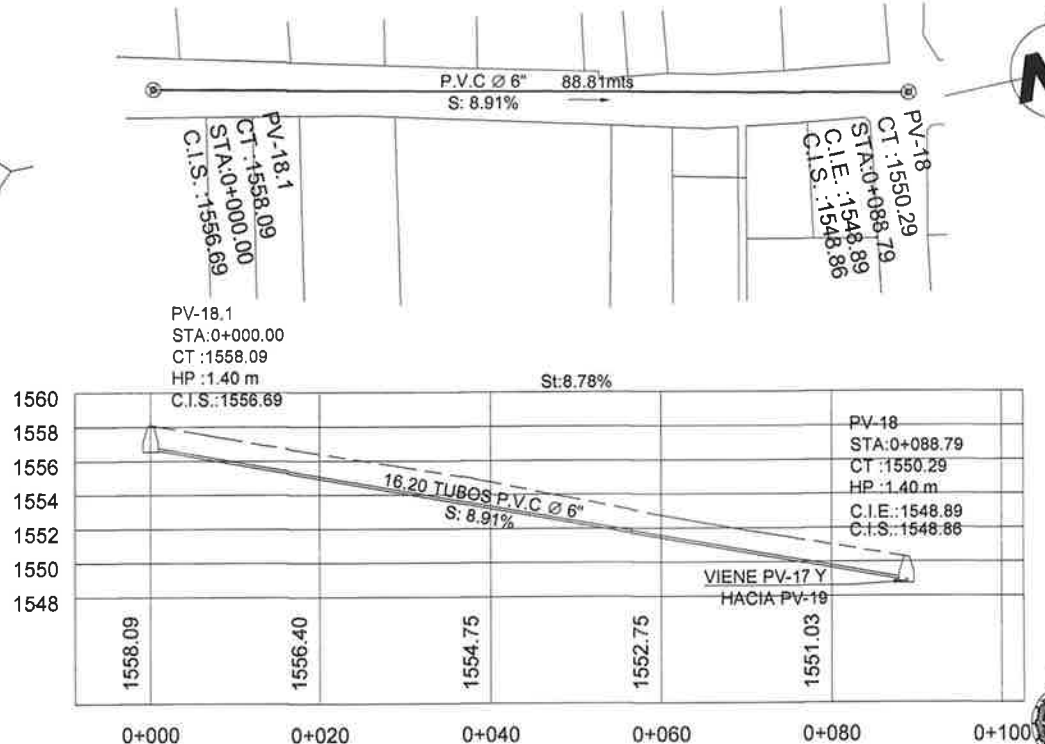 P.V.C Ø 6" 88.81mts
S: 8.91%
N
PV-18.1
CT :1558.09
STA:0+000.00
C.I.S. :1556.69
PV-18
CT :1550.29
STA:0+088.79
C.I.E. :1548.89
C.I.S. :1548.86
PV-18.1
STA:0+000.00
CT :1558.09
HP :1.40 m
C.I.S.:1556.69
St:8.78%
1560
1558
1556
1554
1552
1550
1548
PV-18
STA:0+088.79
CT :1550.29
HP :1.40 m
C.I.E.:1548.89
C.I.S.:1548.86
16.20 TUBOS P.V.C Ø 6"
S: 8.91%
VIENE PV-17 Y
HACIA PV-19
1558.09
1556.40
1554.75
1552.75
1551.03
0+000
0+020
0+040
0+060
0+080
0+100